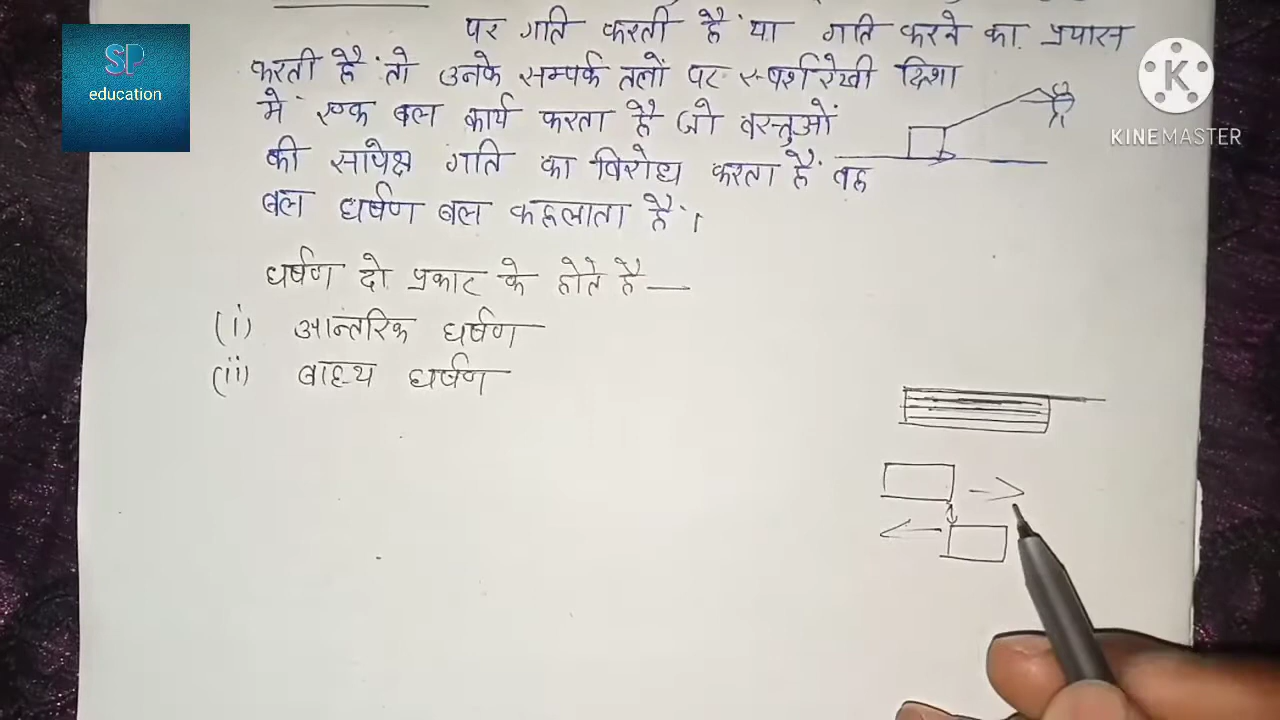 पर गति करती है या गति करने का प्रयास
करती है तो उनके सम्पर्क तलों पर स्पर्शरेखी दिशा
में एक बल कार्य करता है जो वस्तुओं
की सापेक्ष गति का विरोध करता है वह
बल घर्षण बल कहलाता है।
घर्षण दो प्रकार के होते है—
(i) आन्तरिक घर्षण
(ii) बाह्य घर्षण
SP
education
K
KINEMASTER